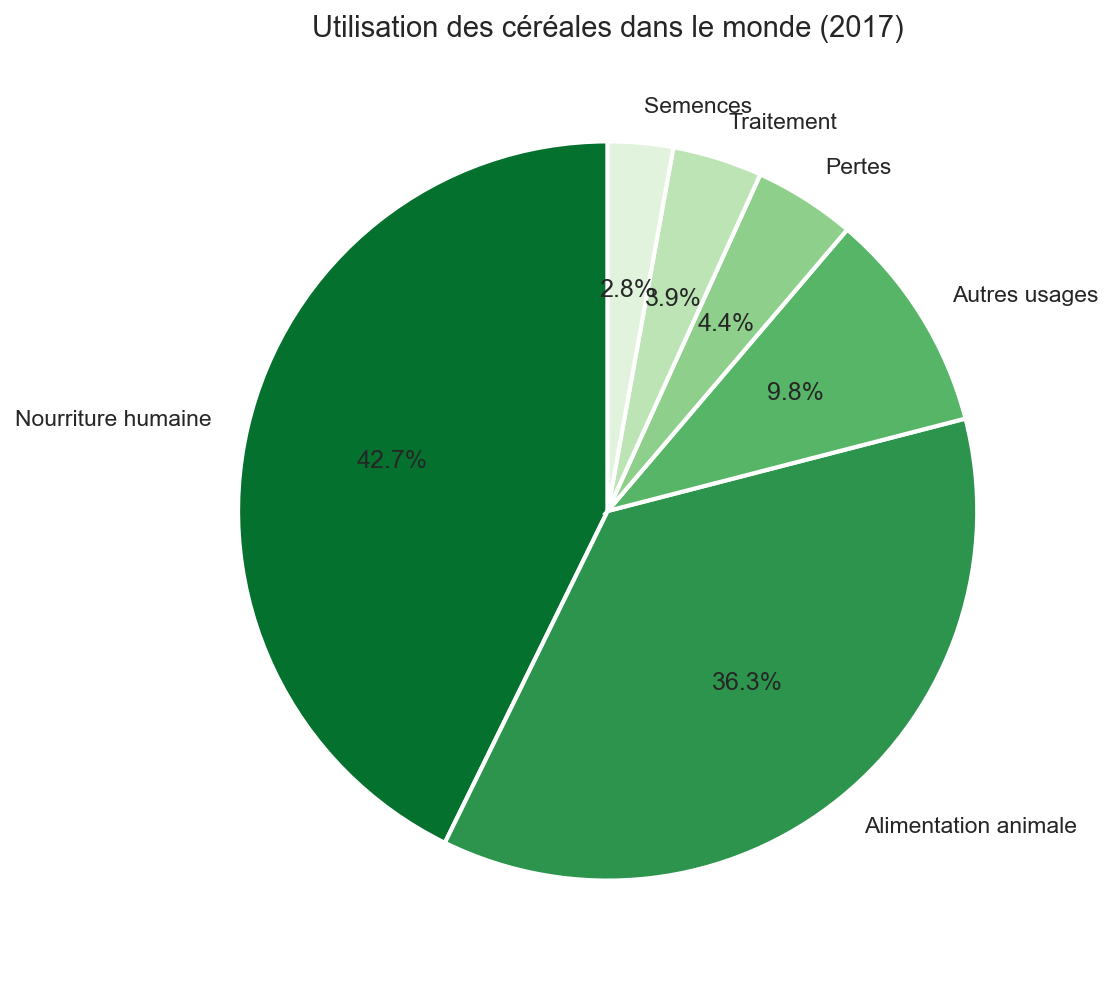 Utilisation des céréales dans le monde (2017)
Semences
Traitement
Pertes
Autres usages
Nourriture humaine
Alimentation animale
2.8%
3.9%
4.4%
9.8%
42.7%
36.3%